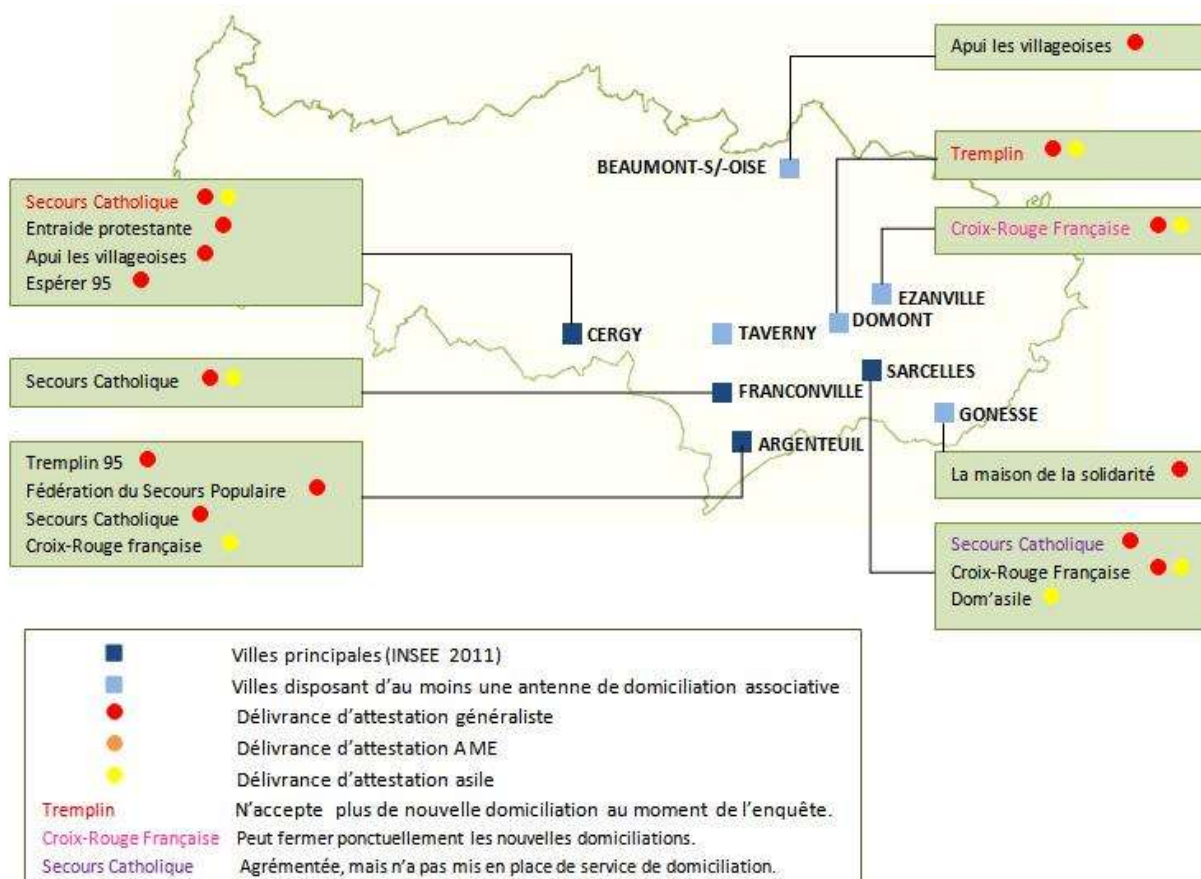 Apui les villageoises
BEAUMONT-S/-OISE
Tremplin
Croix-Rouge Française
Secours Catholique
Entraide protestante
Apui les villageoises
Espérer 95
EZANVILLE
DOMONT
CERGY
TAVERNY
SARCELLES
Secours Catholique
FRANCONVILLE
GONESSE
ARGENTEUIL
Tremplin 95
Fédération du Secours Populaire
Secours Catholique
Croix-Rouge française
La maison de la solidarité
Secours Catholique
Croix-Rouge Française
Dom'asile
Villes principales (INSEE 2011)
Villes disposant d'au moins une antenne de domiciliation associative
Délivrance d'attestation généraliste
Délivrance d'attestation AME
Délivrance d'attestation asile
Tremplin N'accepte plus de nouvelle domiciliation au moment de l'enquête.
Croix-Rouge Française Peut fermer ponctuellement les nouvelles domiciliations.
Secours Catholique Agrémentée, mais n'a pas mis en place de service de domiciliation.